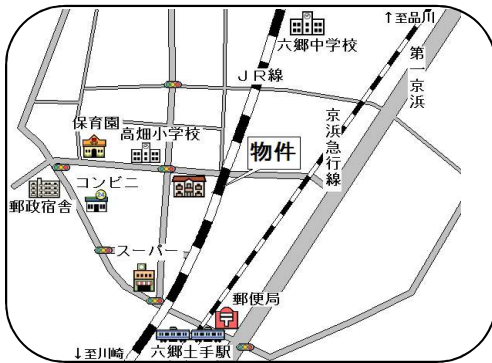 ↑至品川
六郷中学校
第一京浜
JR線
京浜急行線
保育園
高畑小学校
物件
コンビニ
郵政宿舎
スーパー
郵便局
〒
↓至川崎
六郷土手駅